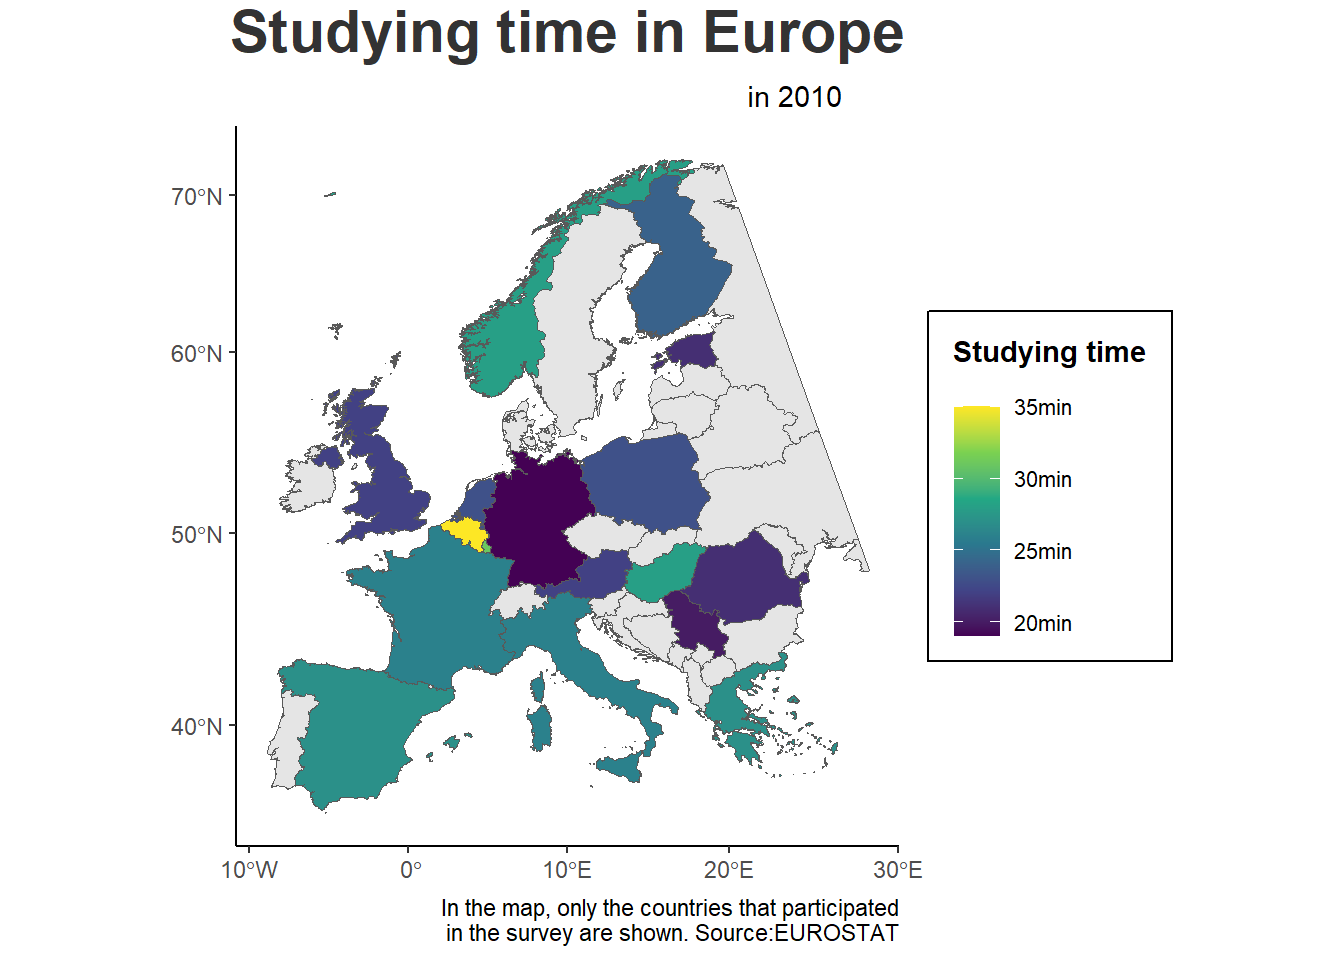 Studying time in Europe
in 2010
70°N
60°N
50°N
40°N
10°W
0°
10°E
20°E
30°E
Studying time
35min
30min
25min
20min
In the map, only the countries that participated
in the survey are shown. Source:EUROSTAT